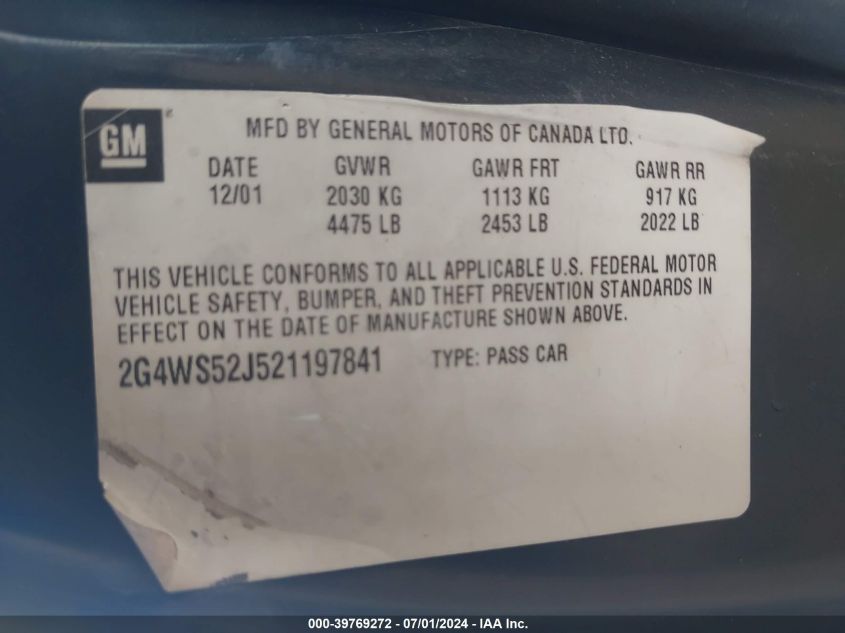 GM
MFD BY GENERAL MOTORS OF CANADA LTD.
DATE GVWR GAWR FRT GAWR RR
12/01 2030 KG 1113 KG 917 KG
4475 LB 2453 LB 2022 LB
THIS VEHICLE CONFORMS TO ALL APPLICABLE U.S. FEDERAL MOTOR
VEHICLE SAFETY, BUMPER, AND THEFT PREVENTION STANDARDS IN
EFFECT ON THE DATE OF MANUFACTURE SHOWN ABOVE.
2G4WS52J521197841 TYPE: PASS CAR
000-39769272 - 07/01/2024 - IAA Inc.